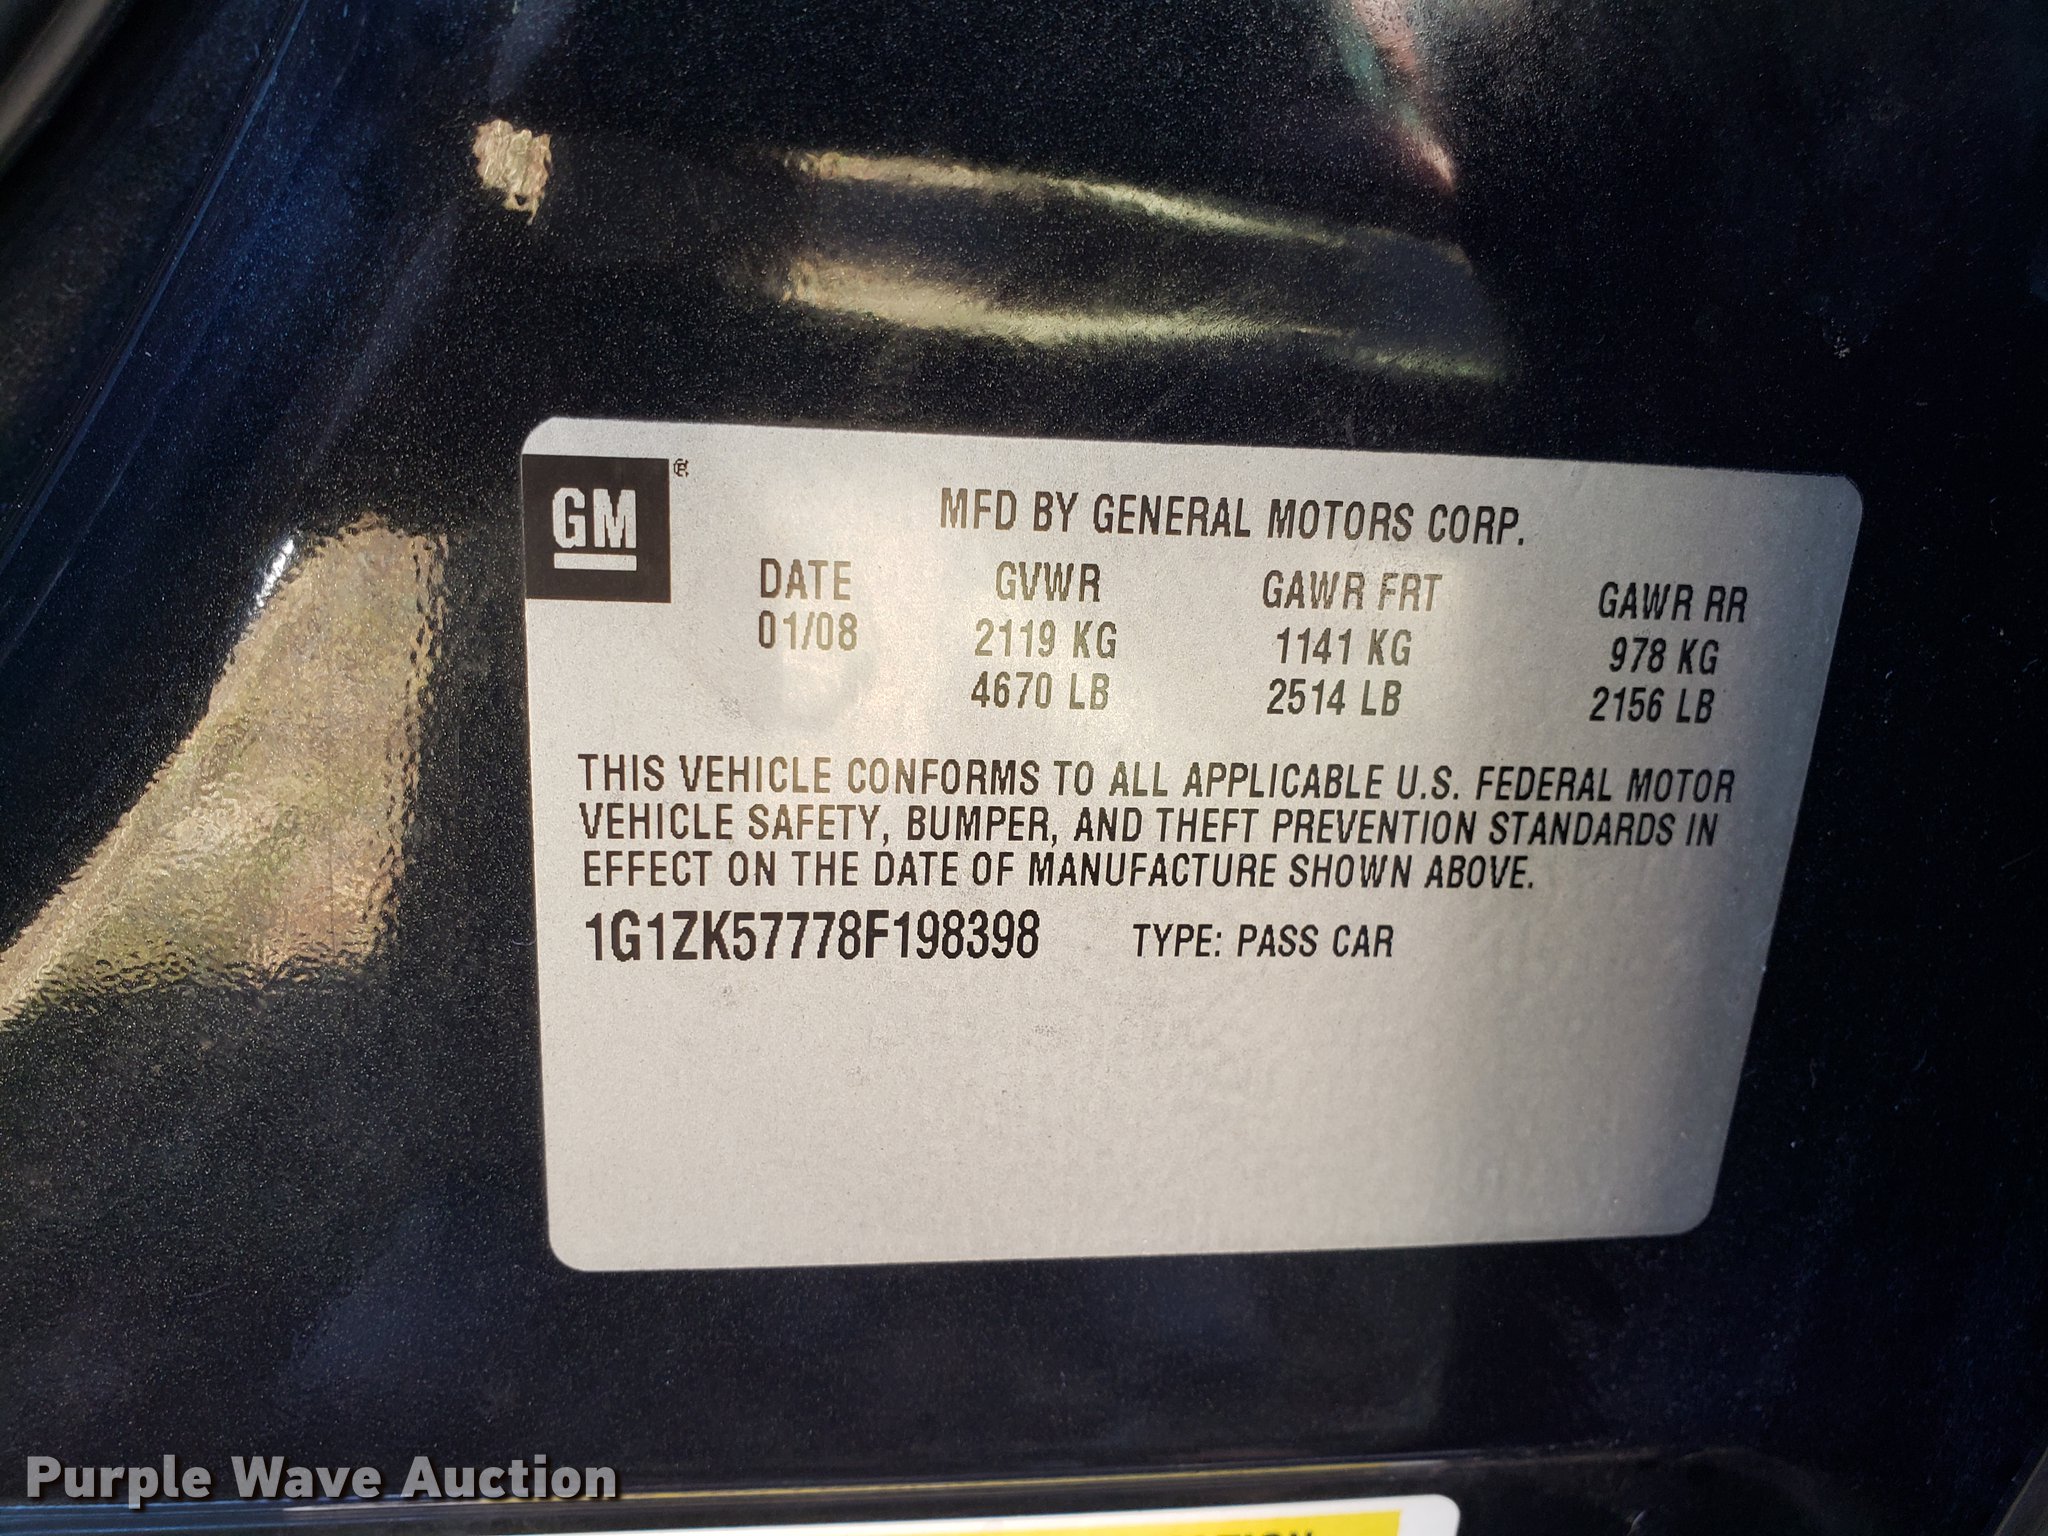 GM
MFD BY GENERAL MOTORS CORP.
DATE GVWR GAWR FRT GAWR RR
01/08 2119 KG 1141 KG 978 KG
4670 LB 2514 LB 2156 LB
THIS VEHICLE CONFORMS TO ALL APPLICABLE U.S. FEDERAL MOTOR
VEHICLE SAFETY, BUMPER, AND THEFT PREVENTION STANDARDS IN
EFFECT ON THE DATE OF MANUFACTURE SHOWN ABOVE.
1G1ZK57778F198398 TYPE: PASS CAR
Purple Wave Auction